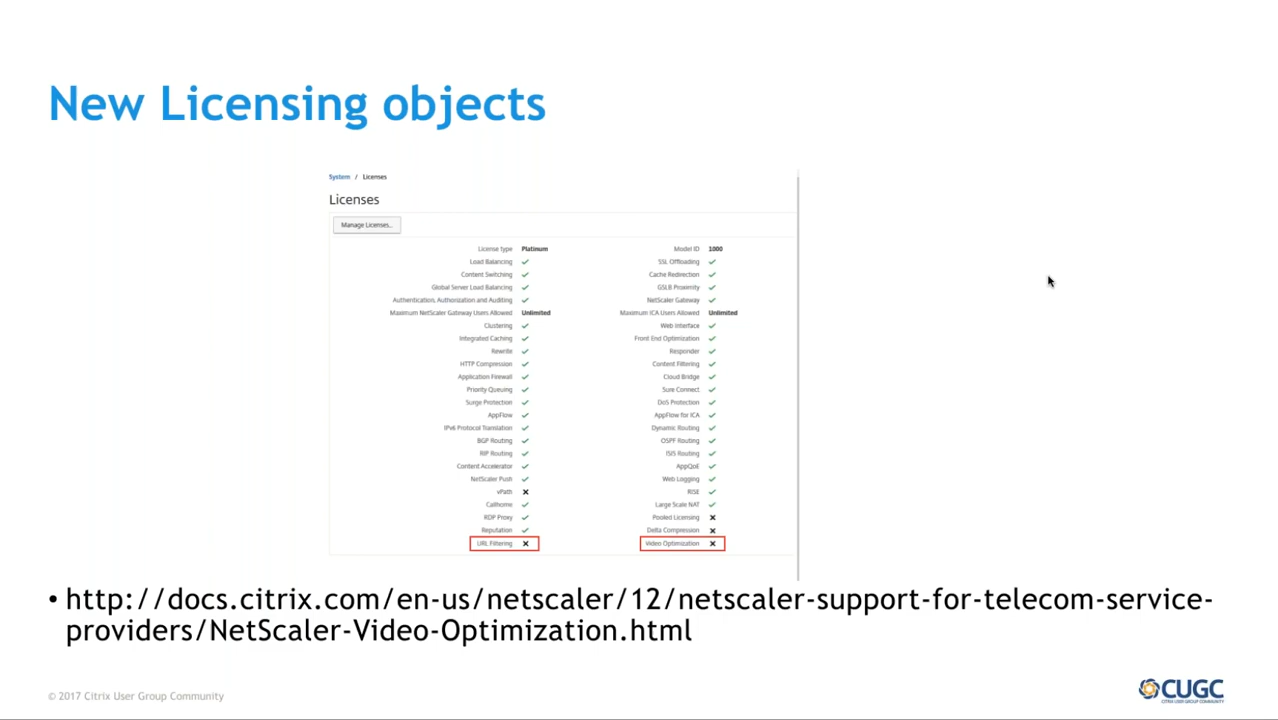 New Licensing objects
System / Licenses
Licenses
Manage Licenses...
License type Platinum Model ID 1000
Load Balancing ✓ SSL Offloading ✓
Content Switching ✓ Cache Redirection ✓
Global Server Load Balancing ✓ GSLB Proximity ✓
Authentication, Authorization and Auditing ✓ NetScaler Gateway ✓
Maximum NetScaler Gateway Users Allowed Unlimited Maximum ICA Users Allowed Unlimited
Clustering ✓ Web Interface ✓
Integrated Caching ✓ Front End Optimization ✓
Rewrite ✓ Responder ✓
HTTP Compression ✓ Content Filtering ✓
Application Firewall ✓ Cloud Bridge ✓
Priority Queuing ✓ Sure Connect ✓
Surge Protection ✓ DoS Protection ✓
AppFlow ✓ AppFlow for ICA ✓
IPv6 Protocol Translation ✓ Dynamic Routing ✓
BGP Routing ✓ OSPF Routing ✓
RIP Routing ✓ ISIS Routing ✓
Content Accelerator ✓ AppQoE ✓
NetScaler Push ✓ Web Logging ✓
vPath ✗ RISE ✓
Callhome ✓ Large Scale NAT ✓
RDP Proxy ✓ Pooled Licensing ✗
Reputation ✓ Delta Compression ✗
URL Filtering ✗ Video Optimization ✗
• http://docs.citrix.com/en-us/netscaler/12/netscaler-support-for-telecom-service-
providers/NetScaler-Video-Optimization.html
© 2017 Citrix User Group Community
CUGC
CITRIX USER GROUP COMMUNITY